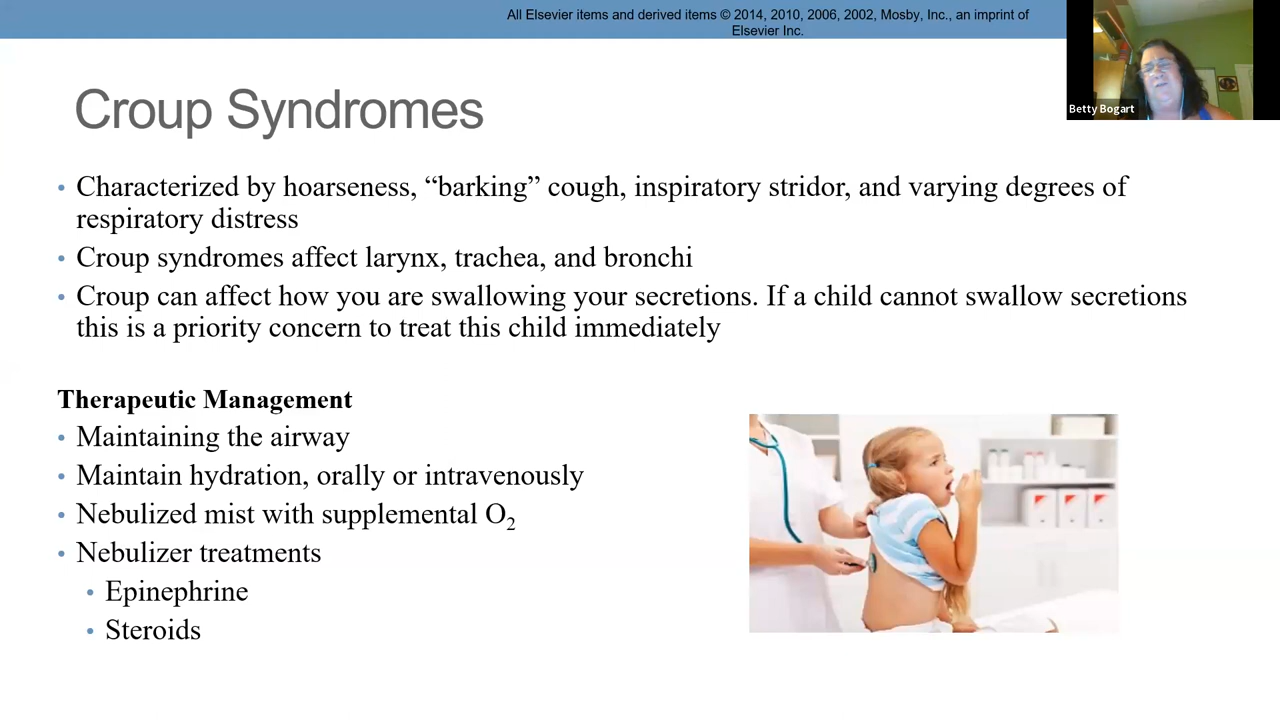 All Elsevier items and derived items © 2014, 2010, 2006, 2002, Mosby, Inc., an imprint of
Elsevier Inc.
Betty Bogart
Croup Syndromes
• Characterized by hoarseness, “barking” cough, inspiratory stridor, and varying degrees of
respiratory distress
• Croup syndromes affect larynx, trachea, and bronchi
• Croup can affect how you are swallowing your secretions. If a child cannot swallow secretions
this is a priority concern to treat this child immediately
Therapeutic Management
• Maintaining the airway
• Maintain hydration, orally or intravenously
• Nebulized mist with supplemental O₂
• Nebulizer treatments
• Epinephrine
• Steroids